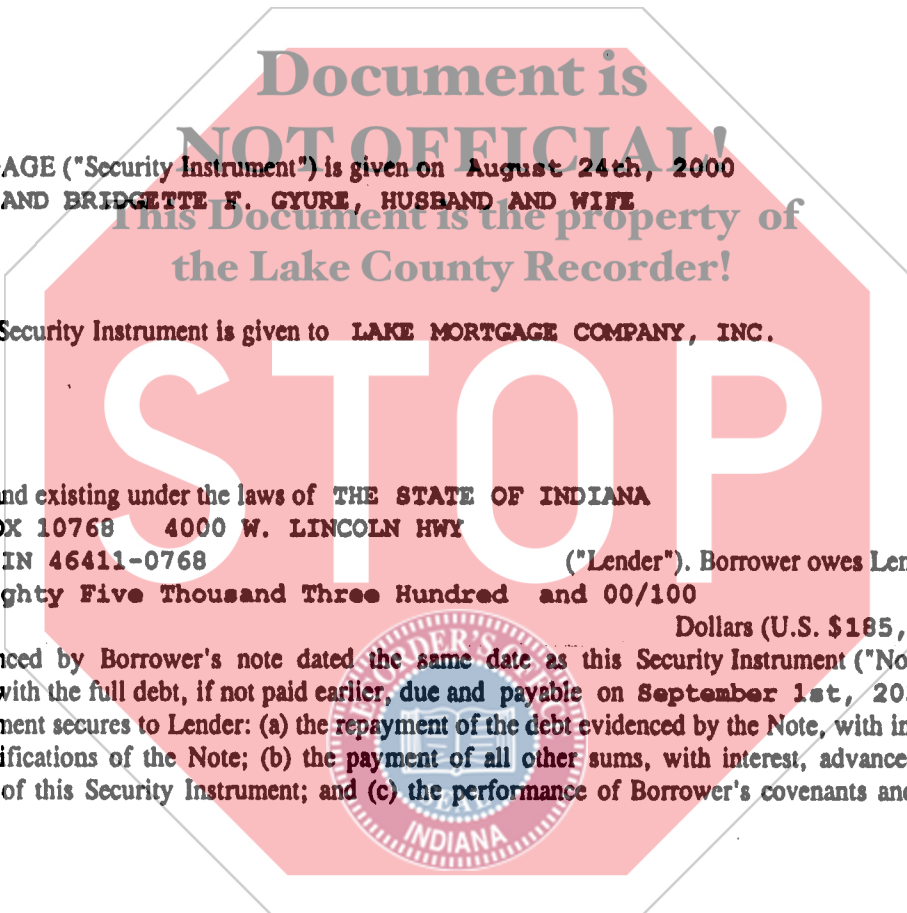 Document is
NOT OFFICIAL!
AGE ("Security Instrument") is given on August 24th, 2000
AND BRIDGETTE F. GYURE, HUSBAND AND WIFE
This Document is the property of
the Lake County Recorder!
Security Instrument is given to LAKE MORTGAGE COMPANY, INC.
STOP
nd existing under the laws of THE STATE OF INDIANA
OX 10768 4000 W. LINCOLN HWY
IN 46411-0768 ("Lender"). Borrower owes Len
ghty Five Thousand Three Hundred and 00/100
Dollars (U.S. $185,
nced by Borrower's note dated the same date as this Security Instrument ("No
with the full debt, if not paid earlier, due and payable on September 1st, 20
ment secures to Lender: (a) the repayment of the debt evidenced by the Note, with in
ifications of the Note; (b) the payment of all other sums, with interest, advance
of this Security Instrument; and (c) the performance of Borrower's covenants and
RECORDER'S OFFICE
SEAL
INDIANA